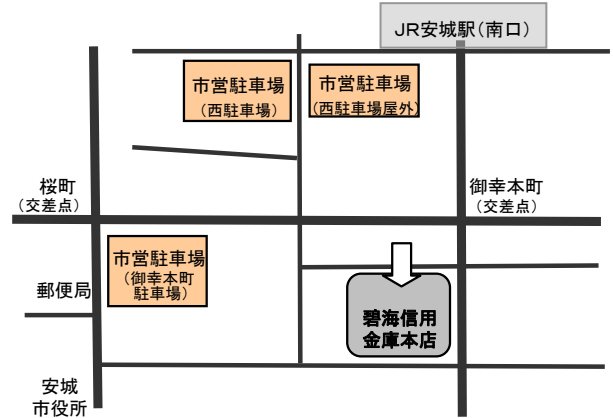 JR安城駅(南口)
市営駐車場
(西駐車場)
市営駐車場
(西駐車場屋外)
桜町
(交差点)
御幸本町
(交差点)
市営駐車場
(御幸本町
駐車場)
郵便局
碧海信用
金庫本店
安城
市役所